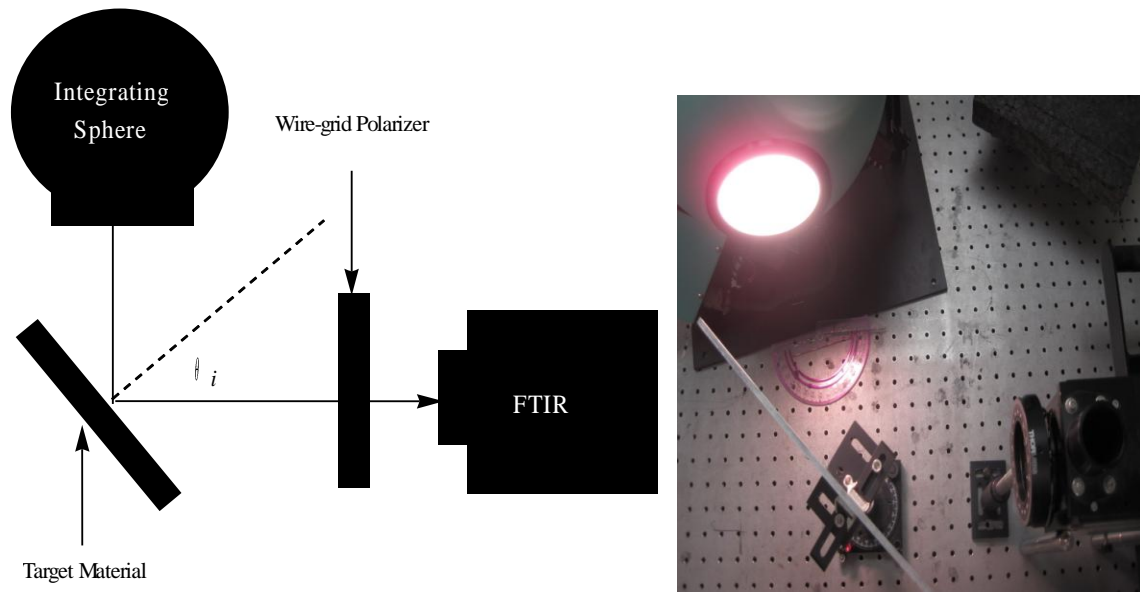 Integrating
Sphere
Wire-grid Polarizer
θ i
FTIR
Target Material